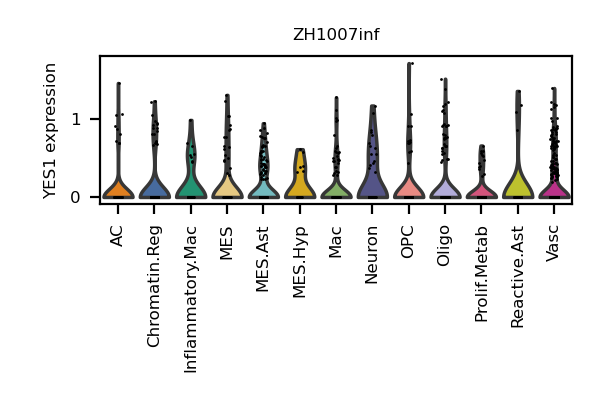 ZH1007inf
YES1 expression
1
0
AC
Chromatin.Reg
Inflammatory.Mac
MES
MES.Ast
MES.Hyp
Mac
Neuron
OPC
Oligo
Prolif.Metab
Reactive.Ast
Vasc